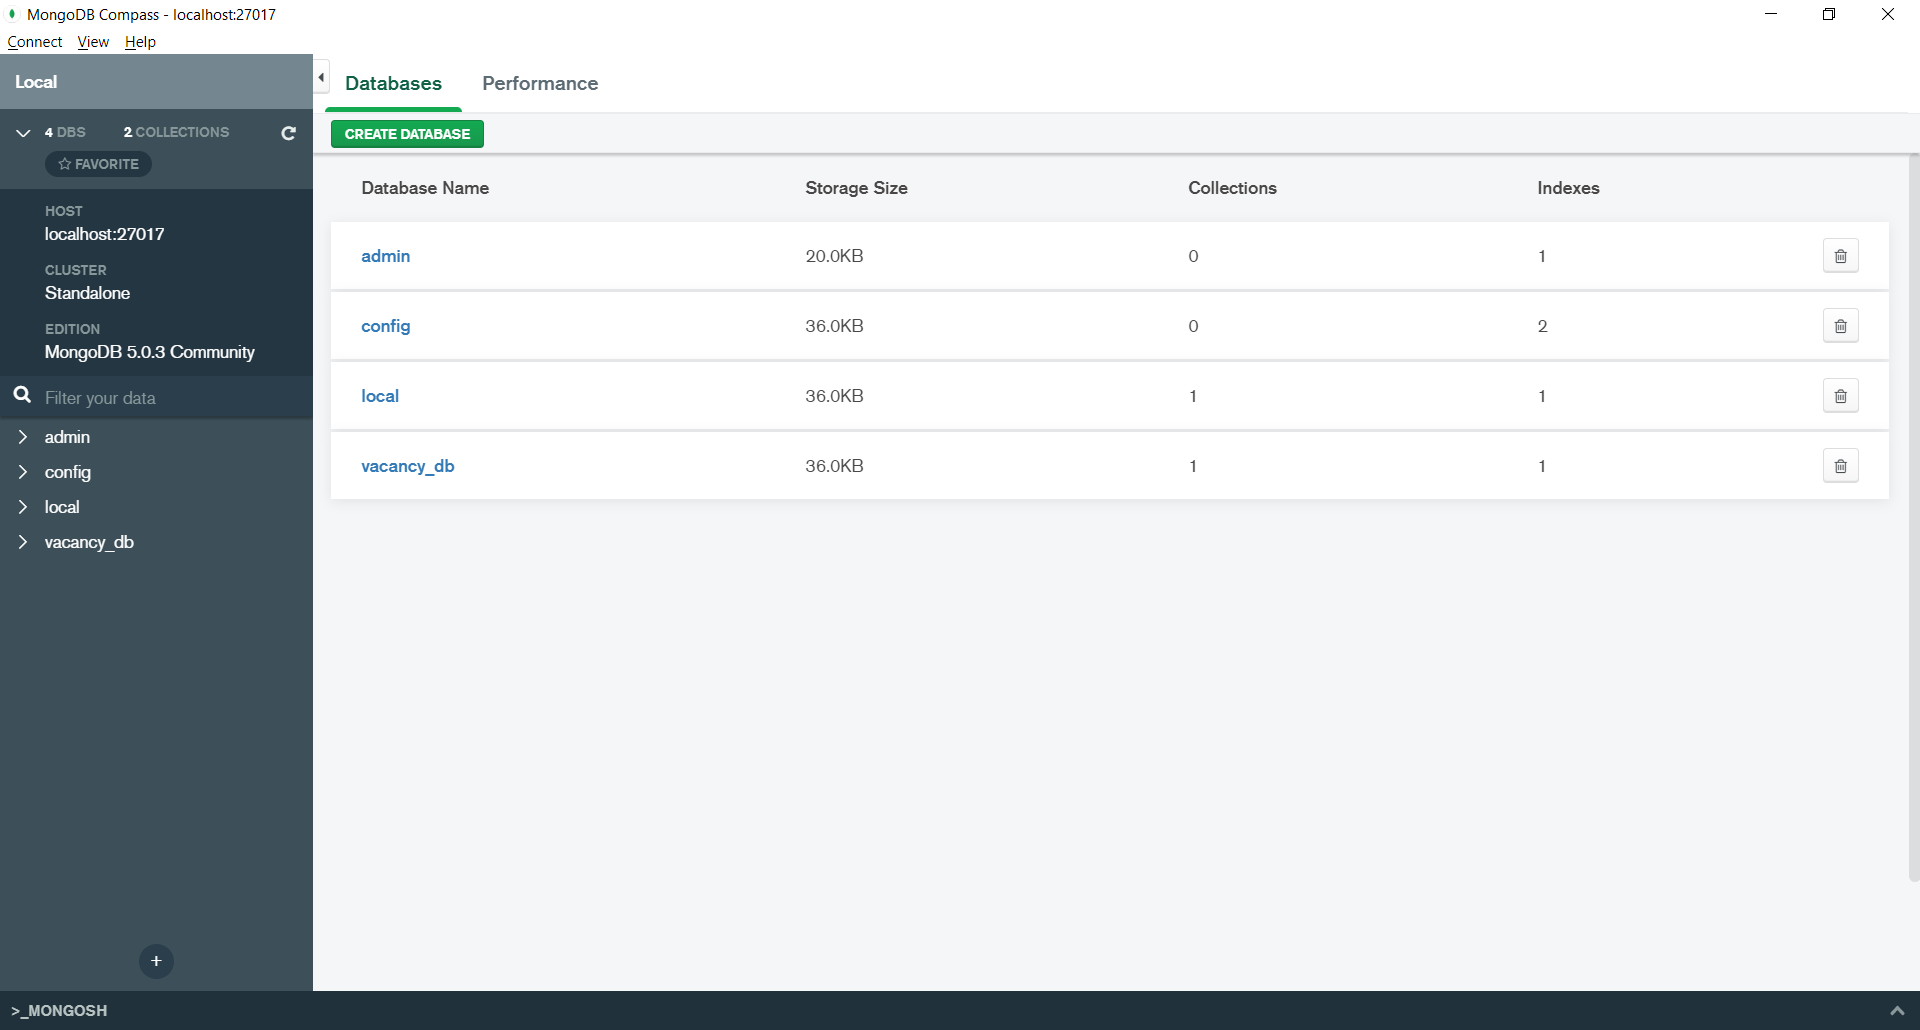 MongoDB Compass - localhost:27017
Connect View Help
Local
4 DBS 2 COLLECTIONS
FAVORITE
HOST
localhost:27017
CLUSTER
Standalone
EDITION
MongoDB 5.0.3 Community
Filter your data
admin
config
local
vacancy_db
+
Databases Performance
CREATE DATABASE
Database Name Storage Size Collections Indexes
admin 20.0KB 0 1
config 36.0KB 0 2
local 36.0KB 1 1
vacancy_db 36.0KB 1 1
>_MONGOSH